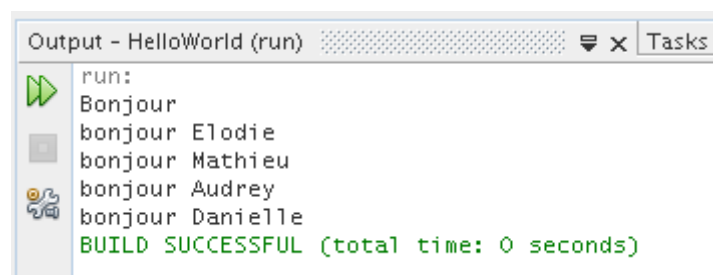 Output - HelloWorld (run) Tasks
run:
Bonjour
bonjour Elodie
bonjour Mathieu
bonjour Audrey
bonjour Danielle
BUILD SUCCESSFUL (total time: 0 seconds)